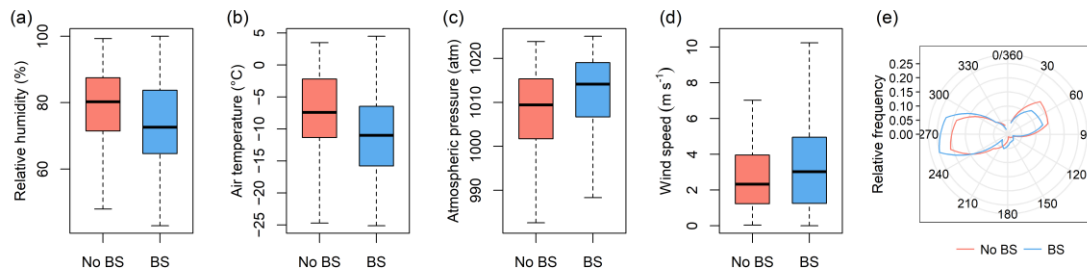 (a)
Relative humidity (%)
100
80
60
No BS
BS
(b)
Air temperature (°C)
5
0
−5
−10
−15
−20
−25
No BS
BS
(c)
Atmospheric pressure (atm)
1020
1010
1000
990
No BS
BS
(d)
Wind speed (m s⁻¹)
10
8
6
4
2
0
No BS
BS
(e)
Relative frequency
0.25
0.20
0.15
0.10
0.05
0.00
0/360
30
60
9
120
150
180
210
240
270
300
330
No BS
BS